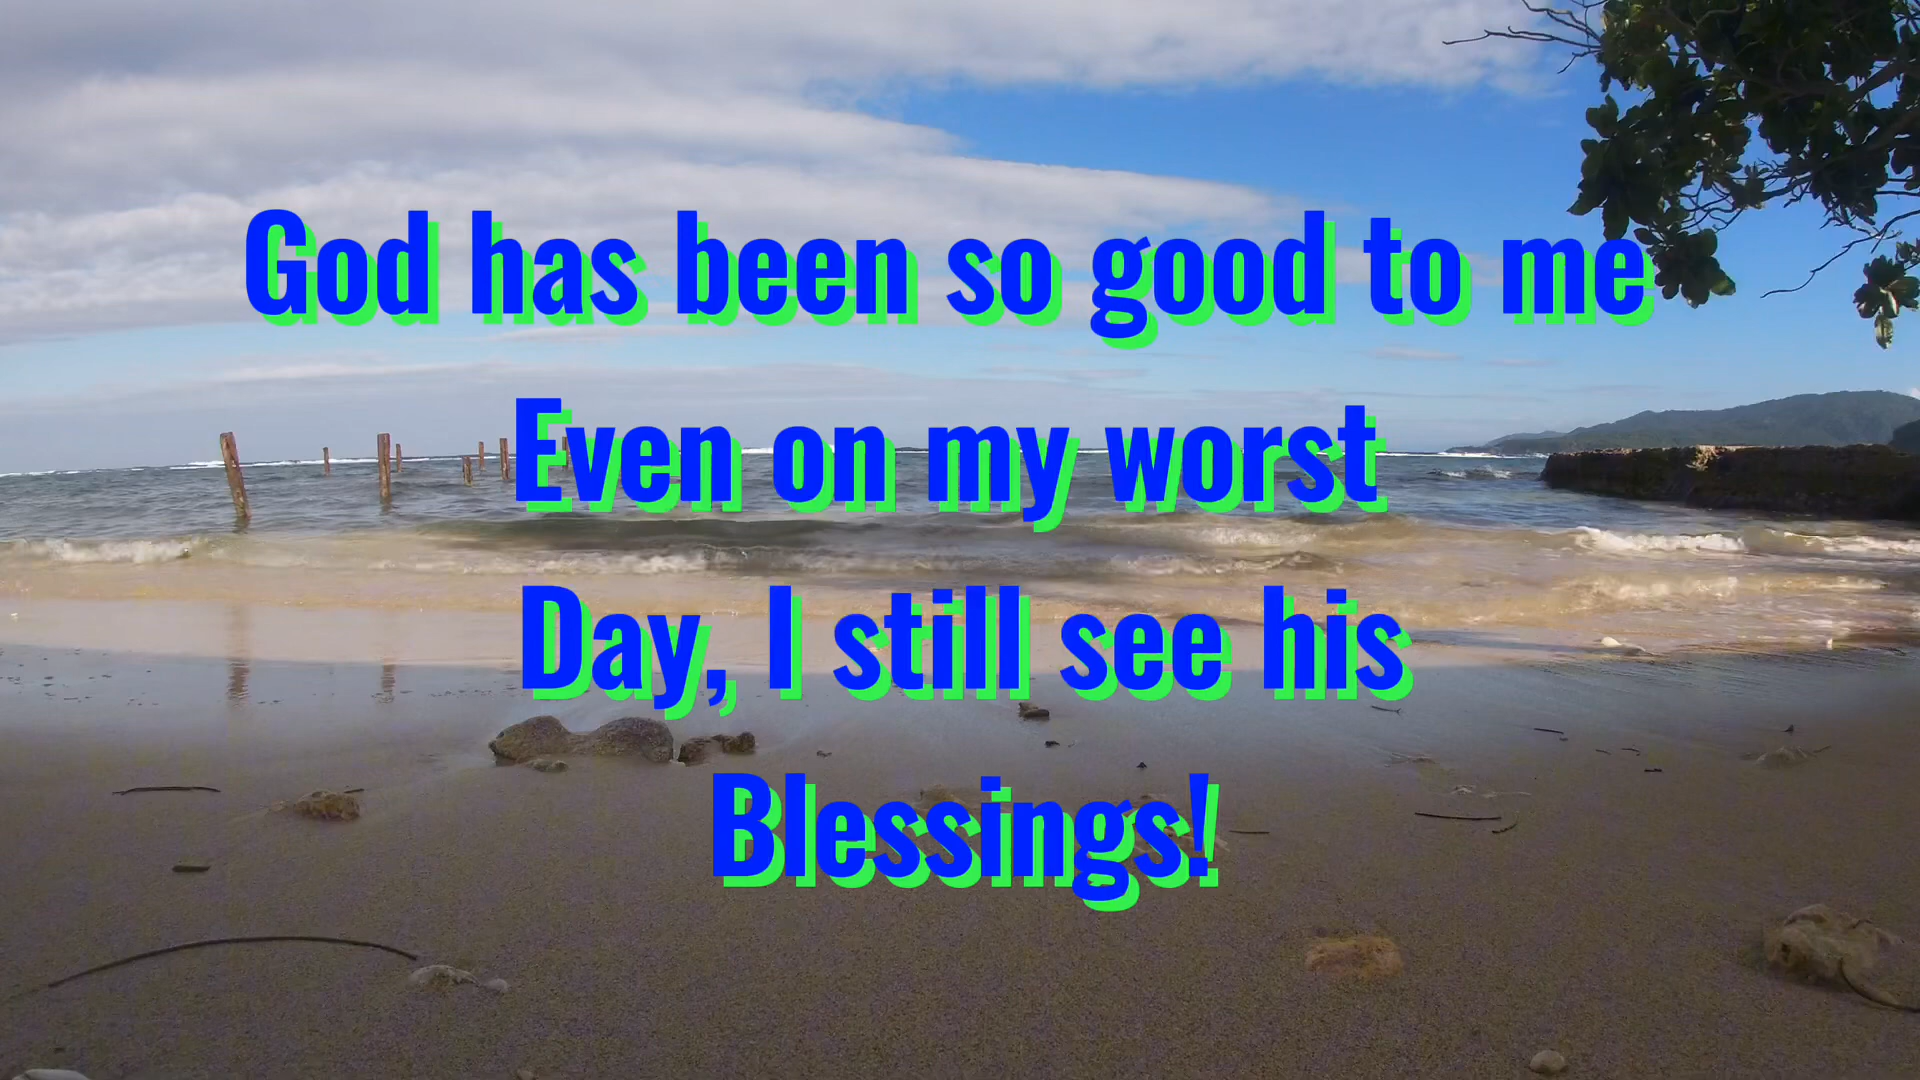 God has been so good to me
Even on my worst
Day, I still see his
Blessings!